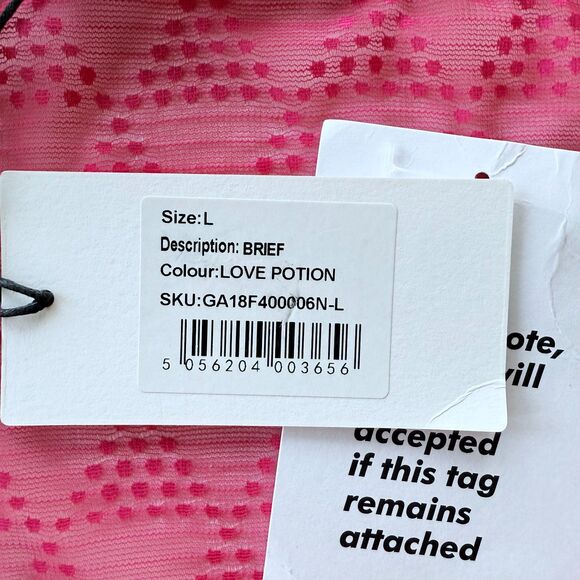 Size:L
Description: BRIEF
Colour:LOVE POTION
SKU:GA18F400006N-L
5 056204 003656
accepted
if this tag
remains
attached